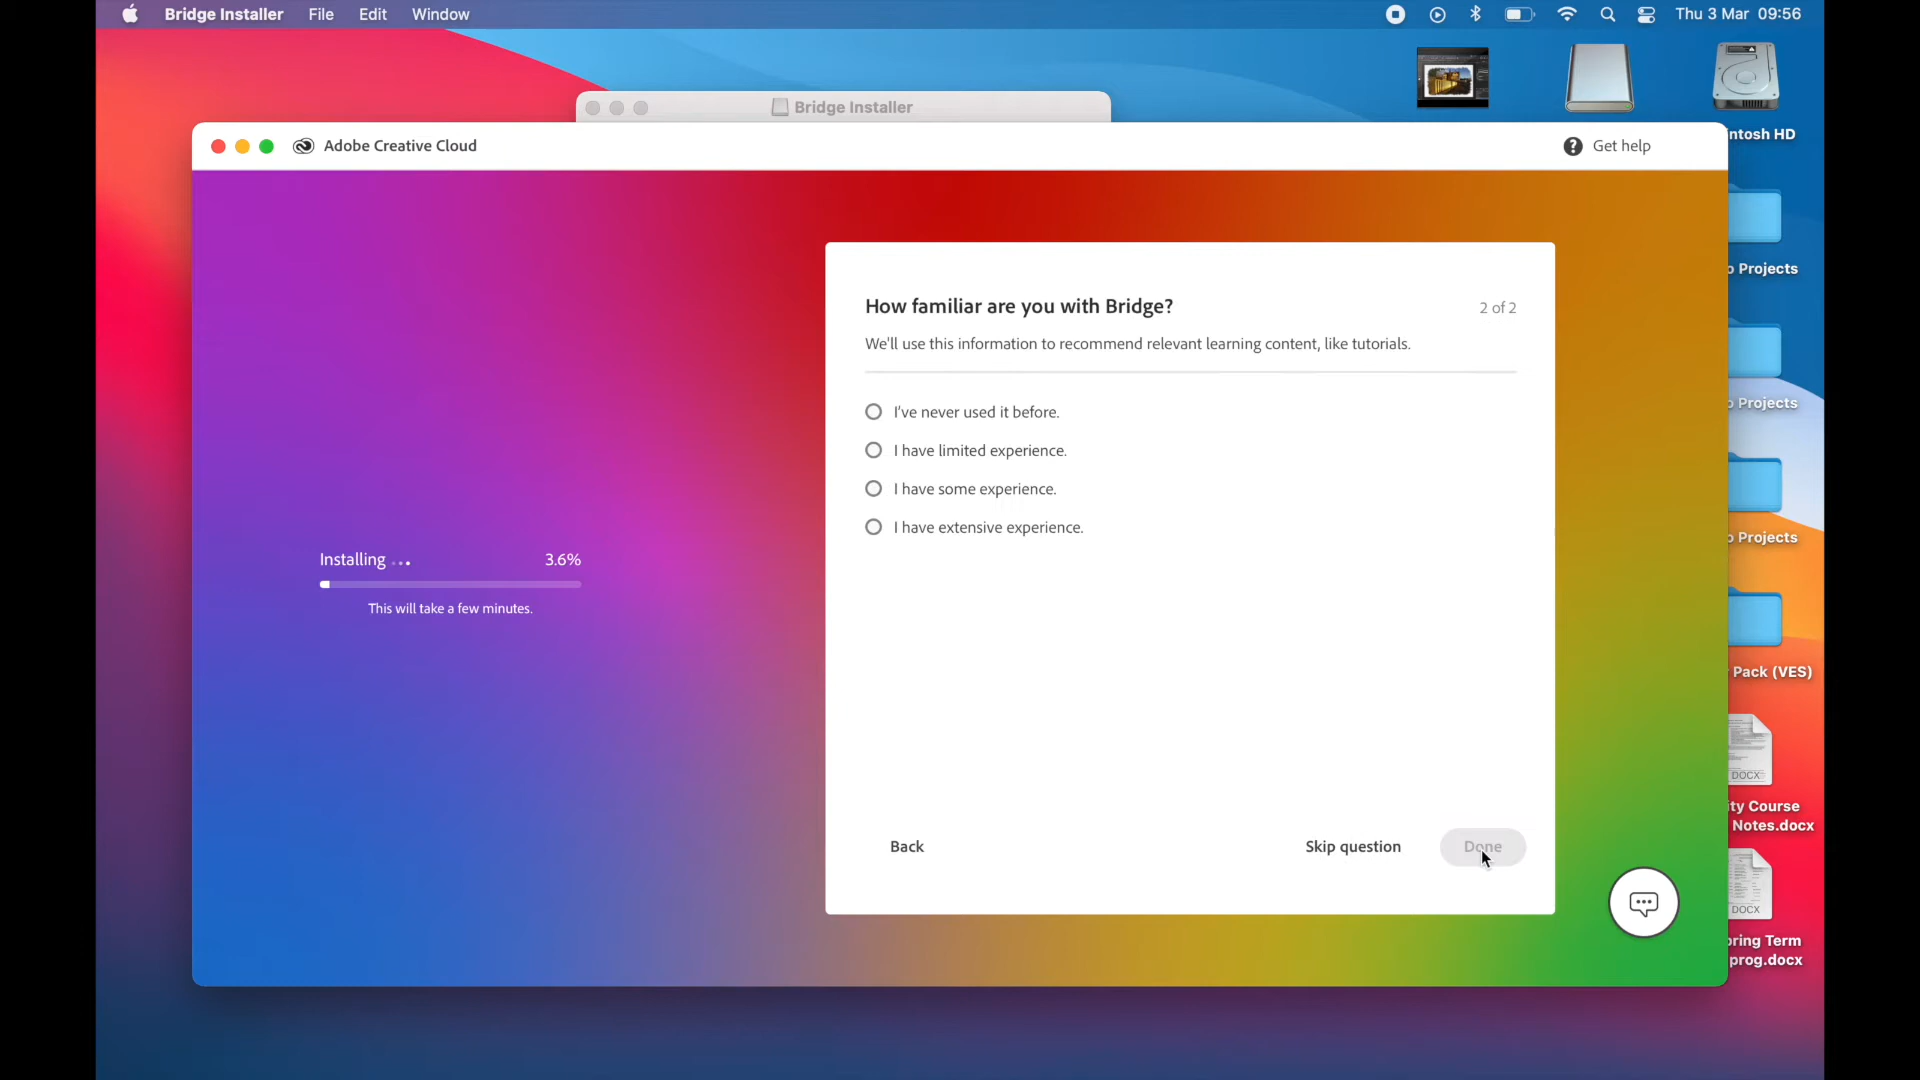 Bridge Installer File Edit Window Thu 3 Mar 09:56
Bridge Installer
Adobe Creative Cloud
Get help
ntosh HD
How familiar are you with Bridge?
2 of 2
We'll use this information to recommend relevant learning content, like tutorials.
I've never used it before.
I have limited experience.
I have some experience.
I have extensive experience.
Installing ...
3.6%
This will take a few minutes.
Back
Skip question
Done
o Projects
o Projects
o Projects
Pack (VES)
DOCX
ity Course
Notes.docx
DOCX
oring Term
prog.docx